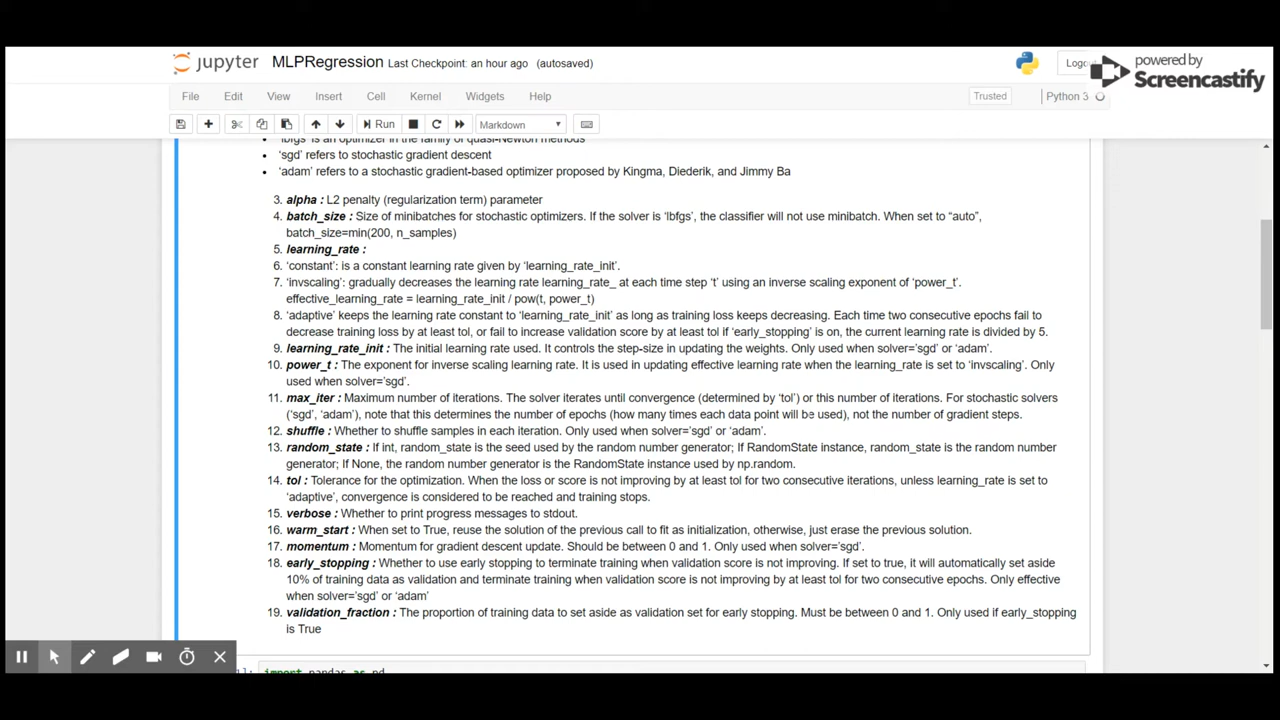 jupyter MLPRegression Last Checkpoint: an hour ago (autosaved)
Logout
powered by
Screencastify
File Edit View Insert Cell Kernel Widgets Help
Trusted
Python 3
Run
Markdown
'lbfgs' is an optimizer in the family of quasi-Newton methods
• 'sgd' refers to stochastic gradient descent
• 'adam' refers to a stochastic gradient-based optimizer proposed by Kingma, Diederik, and Jimmy Ba
3. alpha : L2 penalty (regularization term) parameter
4. batch_size : Size of minibatches for stochastic optimizers. If the solver is 'lbfgs', the classifier will not use minibatch. When set to “auto”,
batch_size=min(200, n_samples)
5. learning_rate :
6. 'constant': is a constant learning rate given by 'learning_rate_init'.
7. 'invscaling': gradually decreases the learning rate learning_rate_ at each time step 't' using an inverse scaling exponent of 'power_t'.
effective_learning_rate = learning_rate_init / pow(t, power_t)
8. 'adaptive' keeps the learning rate constant to 'learning_rate_init' as long as training loss keeps decreasing. Each time two consecutive epochs fail to
decrease training loss by at least tol, or fail to increase validation score by at least tol if 'early_stopping' is on, the current learning rate is divided by 5.
9. learning_rate_init : The initial learning rate used. It controls the step-size in updating the weights. Only used when solver='sgd' or 'adam'.
10. power_t : The exponent for inverse scaling learning rate. It is used in updating effective learning rate when the learning_rate is set to 'invscaling'. Only
used when solver='sgd'.
11. max_iter : Maximum number of iterations. The solver iterates until convergence (determined by 'tol') or this number of iterations. For stochastic solvers
('sgd', 'adam'), note that this determines the number of epochs (how many times each data point will be used), not the number of gradient steps.
12. shuffle : Whether to shuffle samples in each iteration. Only used when solver='sgd' or 'adam'.
13. random_state : If int, random_state is the seed used by the random number generator; If RandomState instance, random_state is the random number
generator; If None, the random number generator is the RandomState instance used by np.random.
14. tol : Tolerance for the optimization. When the loss or score is not improving by at least tol for two consecutive iterations, unless learning_rate is set to
'adaptive', convergence is considered to be reached and training stops.
15. verbose : Whether to print progress messages to stdout.
16. warm_start : When set to True, reuse the solution of the previous call to fit as initialization, otherwise, just erase the previous solution.
17. momentum : Momentum for gradient descent update. Should be between 0 and 1. Only used when solver='sgd'.
18. early_stopping : Whether to use early stopping to terminate training when validation score is not improving. If set to true, it will automatically set aside
10% of training data as validation and terminate training when validation score is not improving by at least tol for two consecutive epochs. Only effective
when solver='sgd' or 'adam'
19. validation_fraction : The proportion of training data to set aside as validation set for early stopping. Must be between 0 and 1. Only used if early_stopping
is True
import pandas as pd